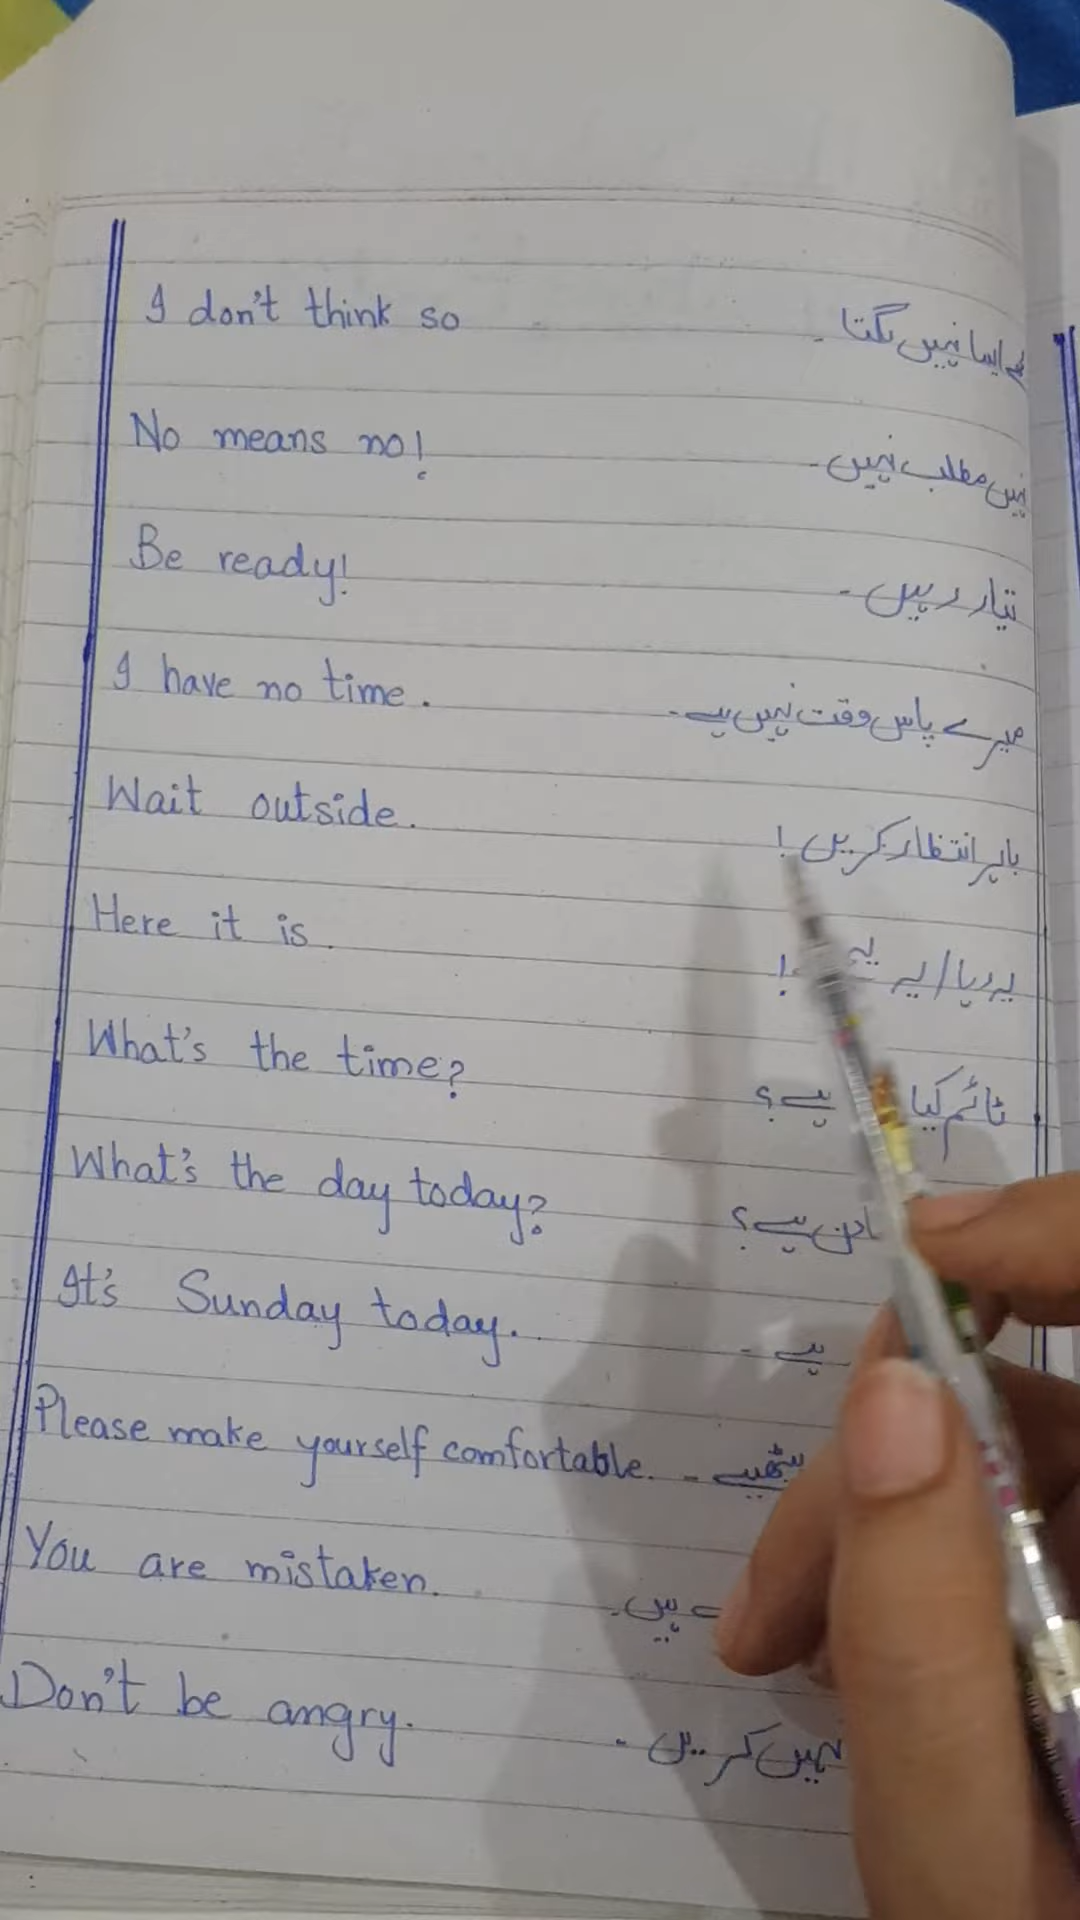 I don't think so ایسا نہیں لگتا۔
No means no! نہیں مطلب نہیں۔
Be ready! تیار رہیں۔
I have no time. میرے پاس وقت نہیں ہے۔
Wait outside. باہر انتظار کریں!
Here it is. یہ رہا/یہ یہ !
What's the time? ٹائم کیا ہے؟
What's the day today? دن ہے؟
It's Sunday today. ہے۔
Please make yourself comfortable. بیٹھیے۔
You are mistaken. ہیں۔
Don't be angry. نہیں کریں۔